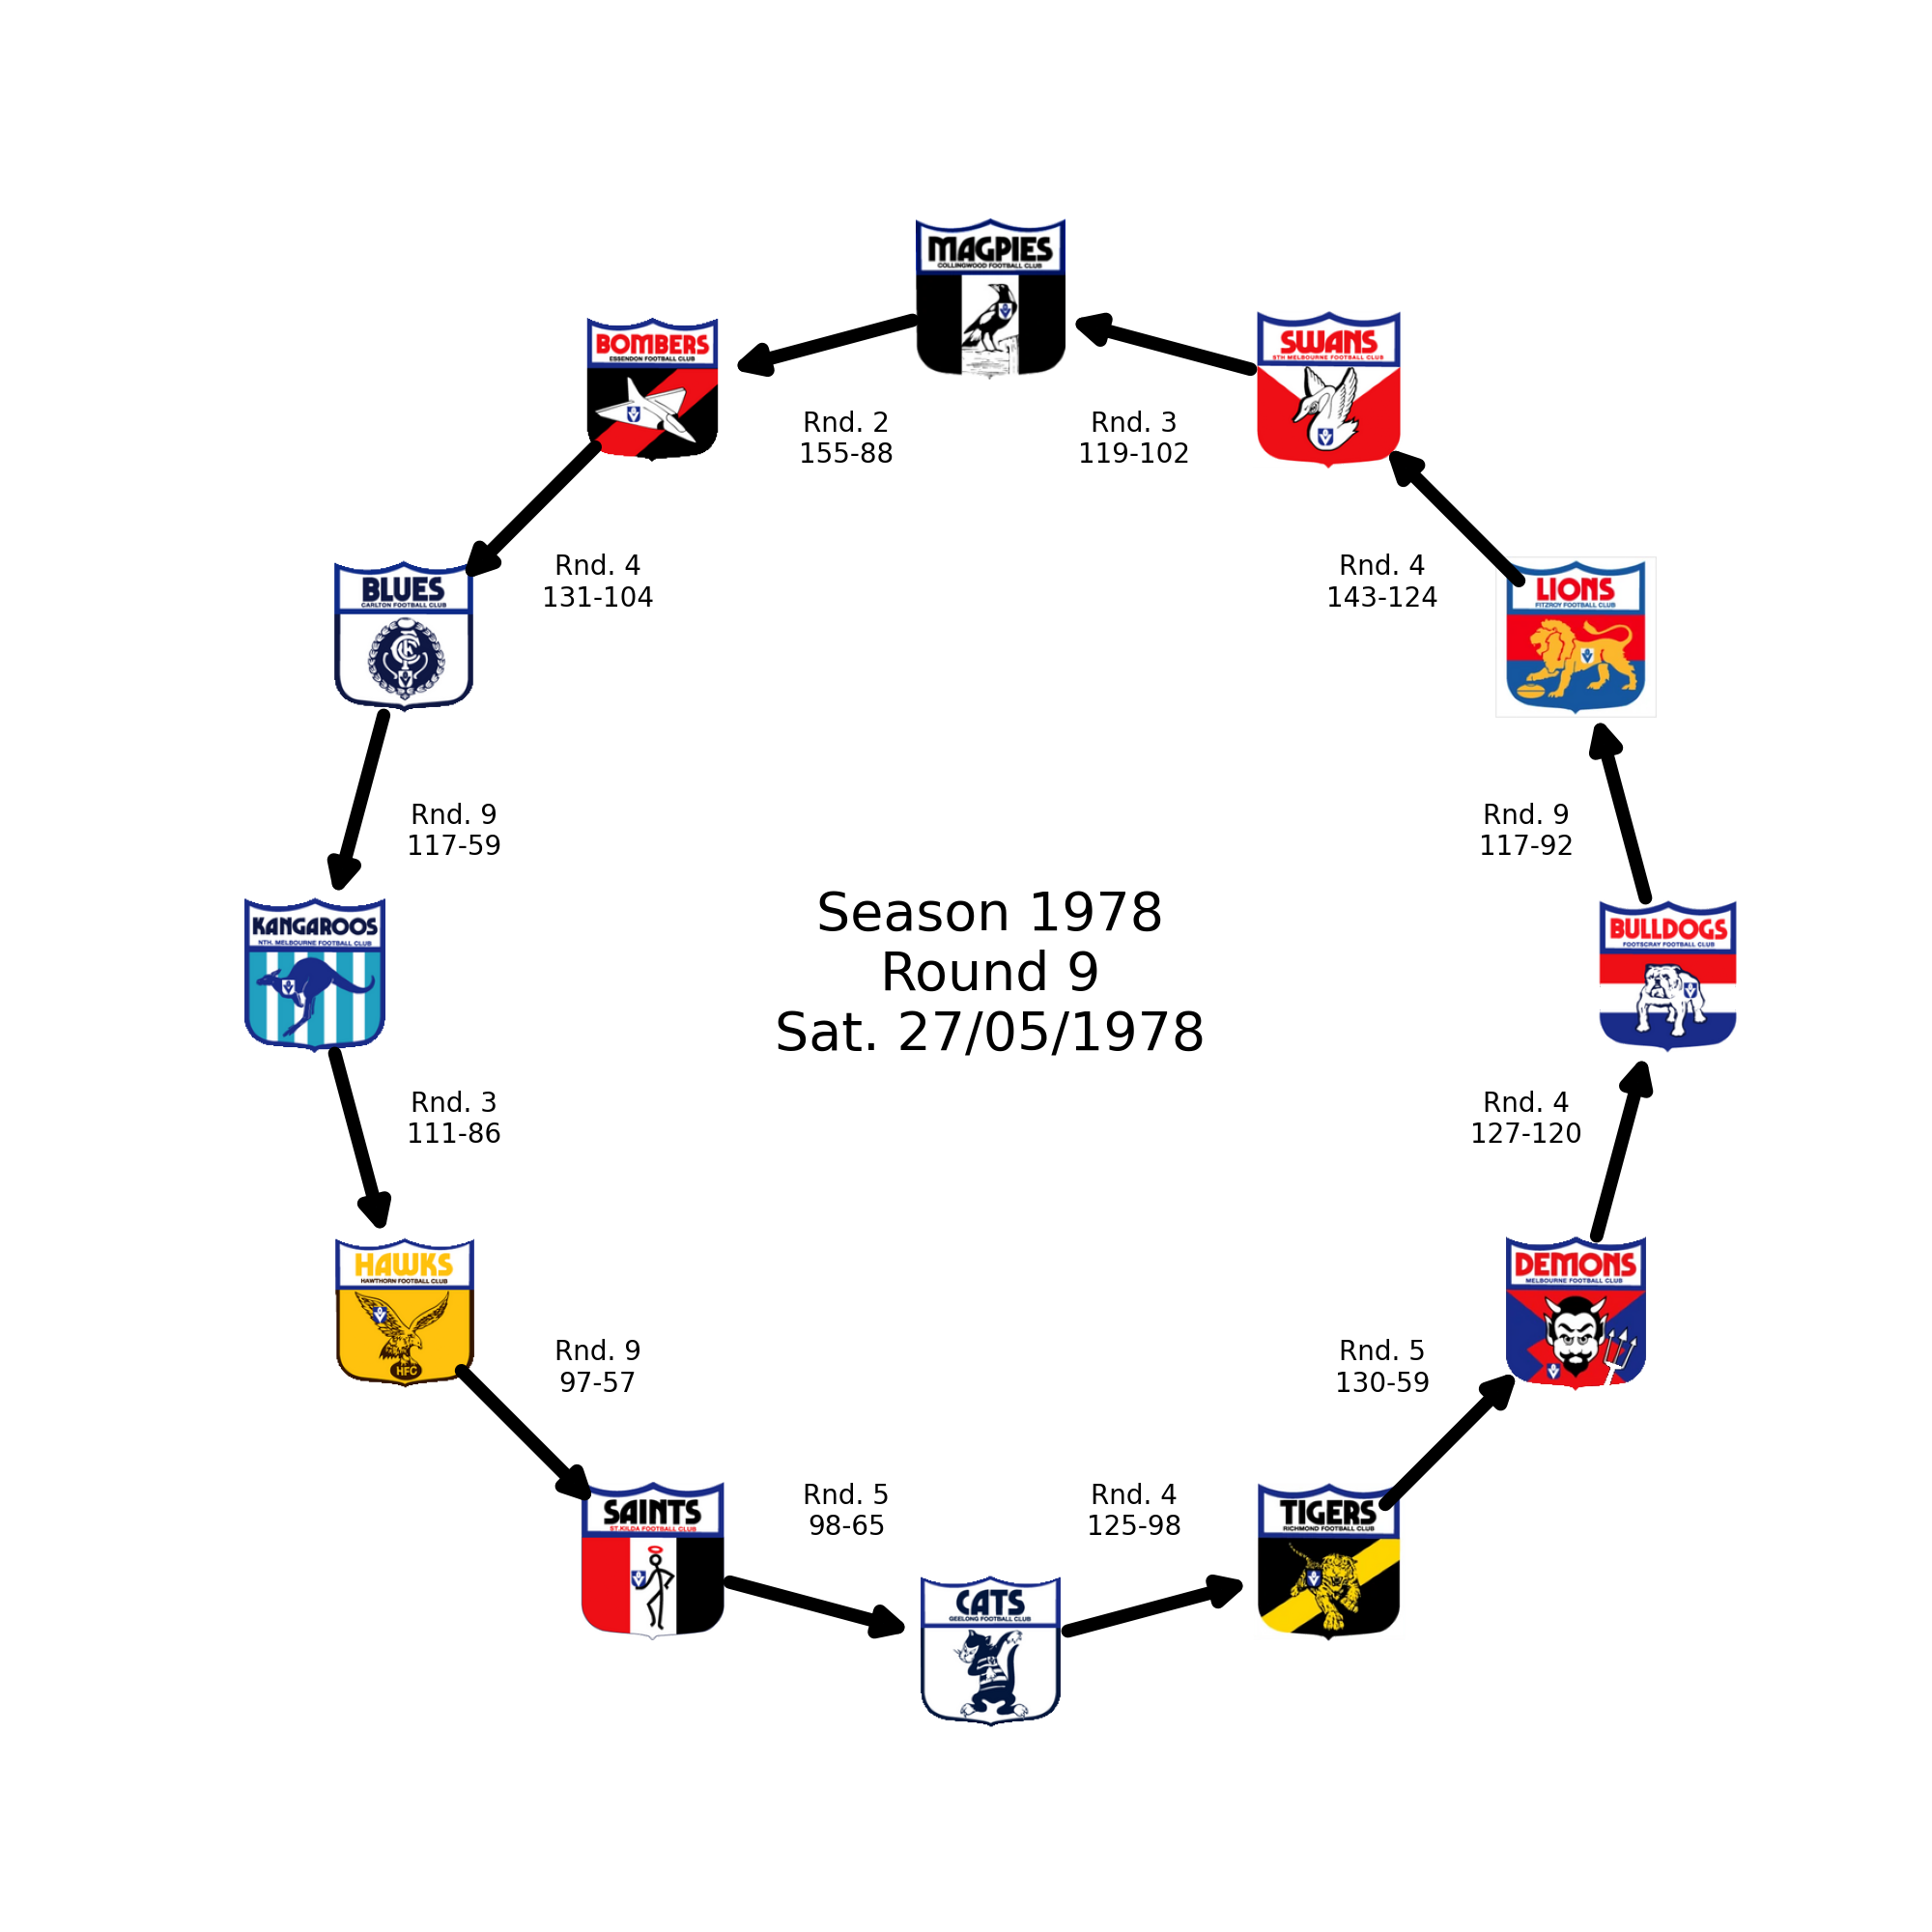 MAGPIES
COLLINGWOOD FOOTBALL CLUB
BOMBERS
ESSENDON FOOTBALL CLUB
SWANS
STH MELBOURNE FOOTBALL CLUB
Rnd. 2
155-88
Rnd. 3
119-102
BLUES
CARLTON FOOTBALL CLUB
CFC
Rnd. 4
131-104
Rnd. 4
143-124
LIONS
FITZROY FOOTBALL CLUB
Rnd. 9
117-59
Rnd. 9
117-92
KANGAROOS
NTH. MELBOURNE FOOTBALL CLUB
Season 1978
Round 9
Sat. 27/05/1978
BULLDOGS
FOOTSCRAY FOOTBALL CLUB
Rnd. 3
111-86
Rnd. 4
127-120
HAWKS
HAWTHORN FOOTBALL CLUB
HFC
DEMONS
MELBOURNE FOOTBALL CLUB
Rnd. 9
97-57
Rnd. 5
130-59
SAINTS
ST.KILDA FOOTBALL CLUB
Rnd. 5
98-65
Rnd. 4
125-98
TIGERS
RICHMOND FOOTBALL CLUB
CATS
GEELONG FOOTBALL CLUB